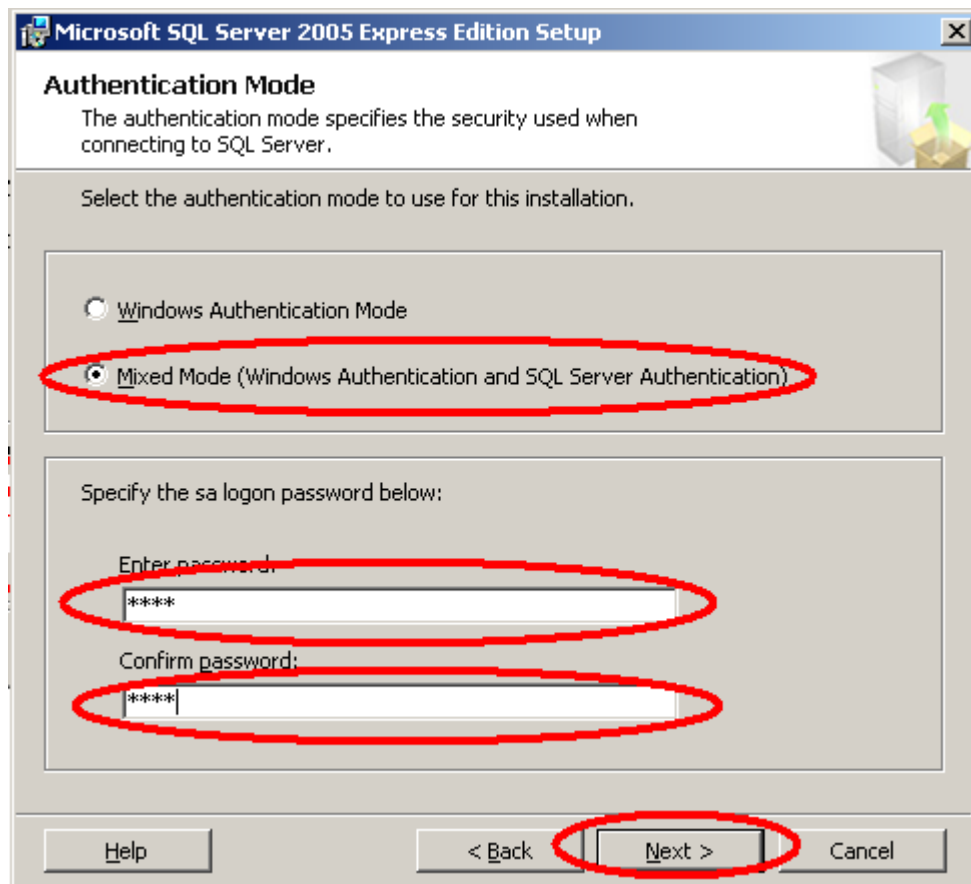 Microsoft SQL Server 2005 Express Edition Setup
Authentication Mode
The authentication mode specifies the security used when
connecting to SQL Server.
Select the authentication mode to use for this installation.
Windows Authentication Mode
Mixed Mode (Windows Authentication and SQL Server Authentication)
Specify the sa logon password below:
Enter password:
****
Confirm password:
****
Help
< Back
Next >
Cancel